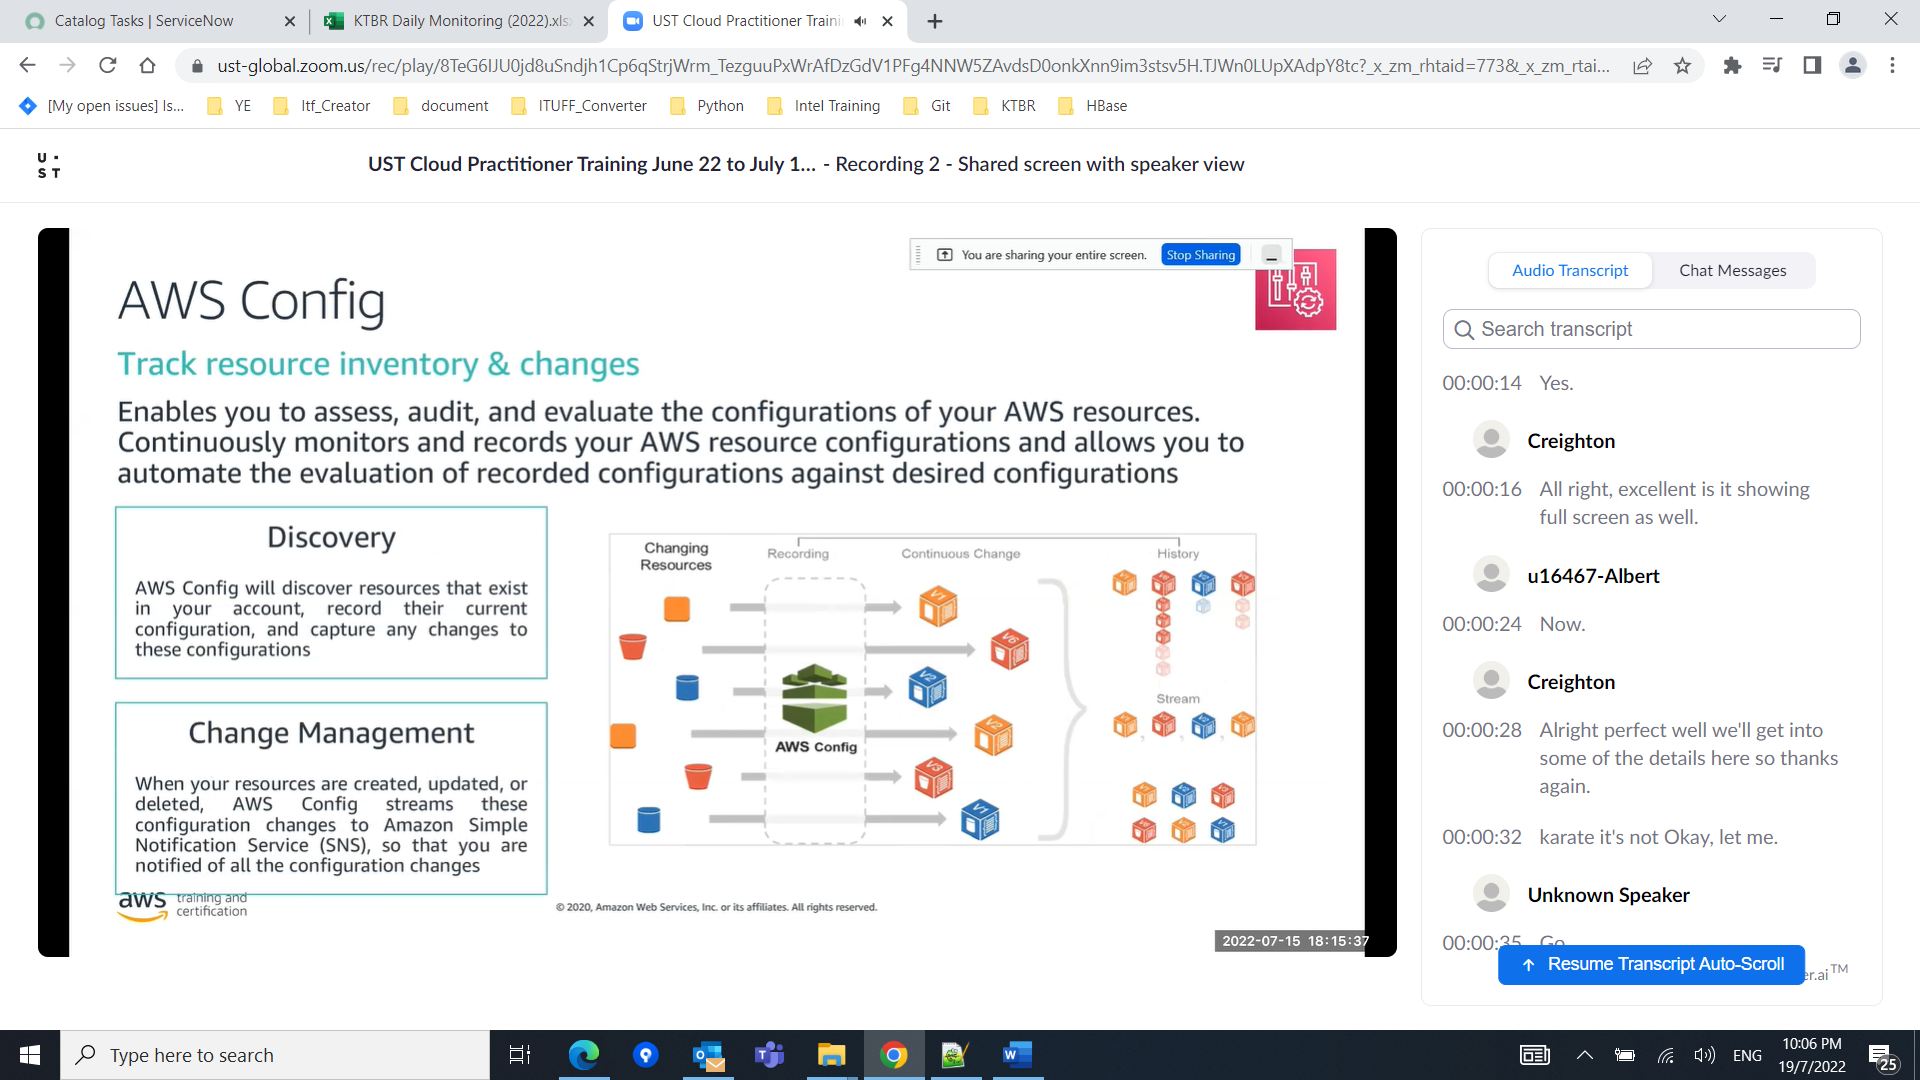 Catalog Tasks | ServiceNow
KTBR Daily Monitoring (2022).xls
UST Cloud Practitioner Traini
ust-global.zoom.us/rec/play/8TeG6IJU0jd8uSndjh1Cp6qStrjWrm_TezguuPxWrAfDzGdV1PFg4NNW5ZAvdsD0onkXnn9im3stsv5H.TJWn0LUpXAdpY8tc?_x_zm_rhtaid=773&_x_zm_rtai...
[My open issues] Is...
YE
Itf_Creator
document
ITUFF_Converter
Python
Intel Training
Git
KTBR
HBase
U ·
S T
UST Cloud Practitioner Training June 22 to July 1... - Recording 2 - Shared screen with speaker view
You are sharing your entire screen.
Stop Sharing
AWS Config
Track resource inventory & changes
Enables you to assess, audit, and evaluate the configurations of your AWS resources.
Continuously monitors and records your AWS resource configurations and allows you to
automate the evaluation of recorded configurations against desired configurations
Discovery
AWS Config will discover resources that exist
in your account, record their current
configuration, and capture any changes to
these configurations
Change Management
When your resources are created, updated, or
deleted, AWS Config streams these
configuration changes to Amazon Simple
Notification Service (SNS), so that you are
notified of all the configuration changes
Changing
Resources
Recording
Continuous Change
History
V1
V6
V2
V2
V3
V1
AWS Config
Stream
aws training and
certification
© 2020, Amazon Web Services, Inc. or its affiliates. All rights reserved.
2022-07-15 18:15:37
Audio Transcript
Chat Messages
Search transcript
00:00:14 Yes.
Creighton
00:00:16 All right, excellent is it showing
full screen as well.
u16467-Albert
00:00:24 Now.
Creighton
00:00:28 Alright perfect well we'll get into
some of the details here so thanks
again.
00:00:32 karate it's not Okay, let me.
Unknown Speaker
00:00:35 Go
Resume Transcript Auto-Scroll
er.ai™
Type here to search
ENG
10:06 PM
19/7/2022
25